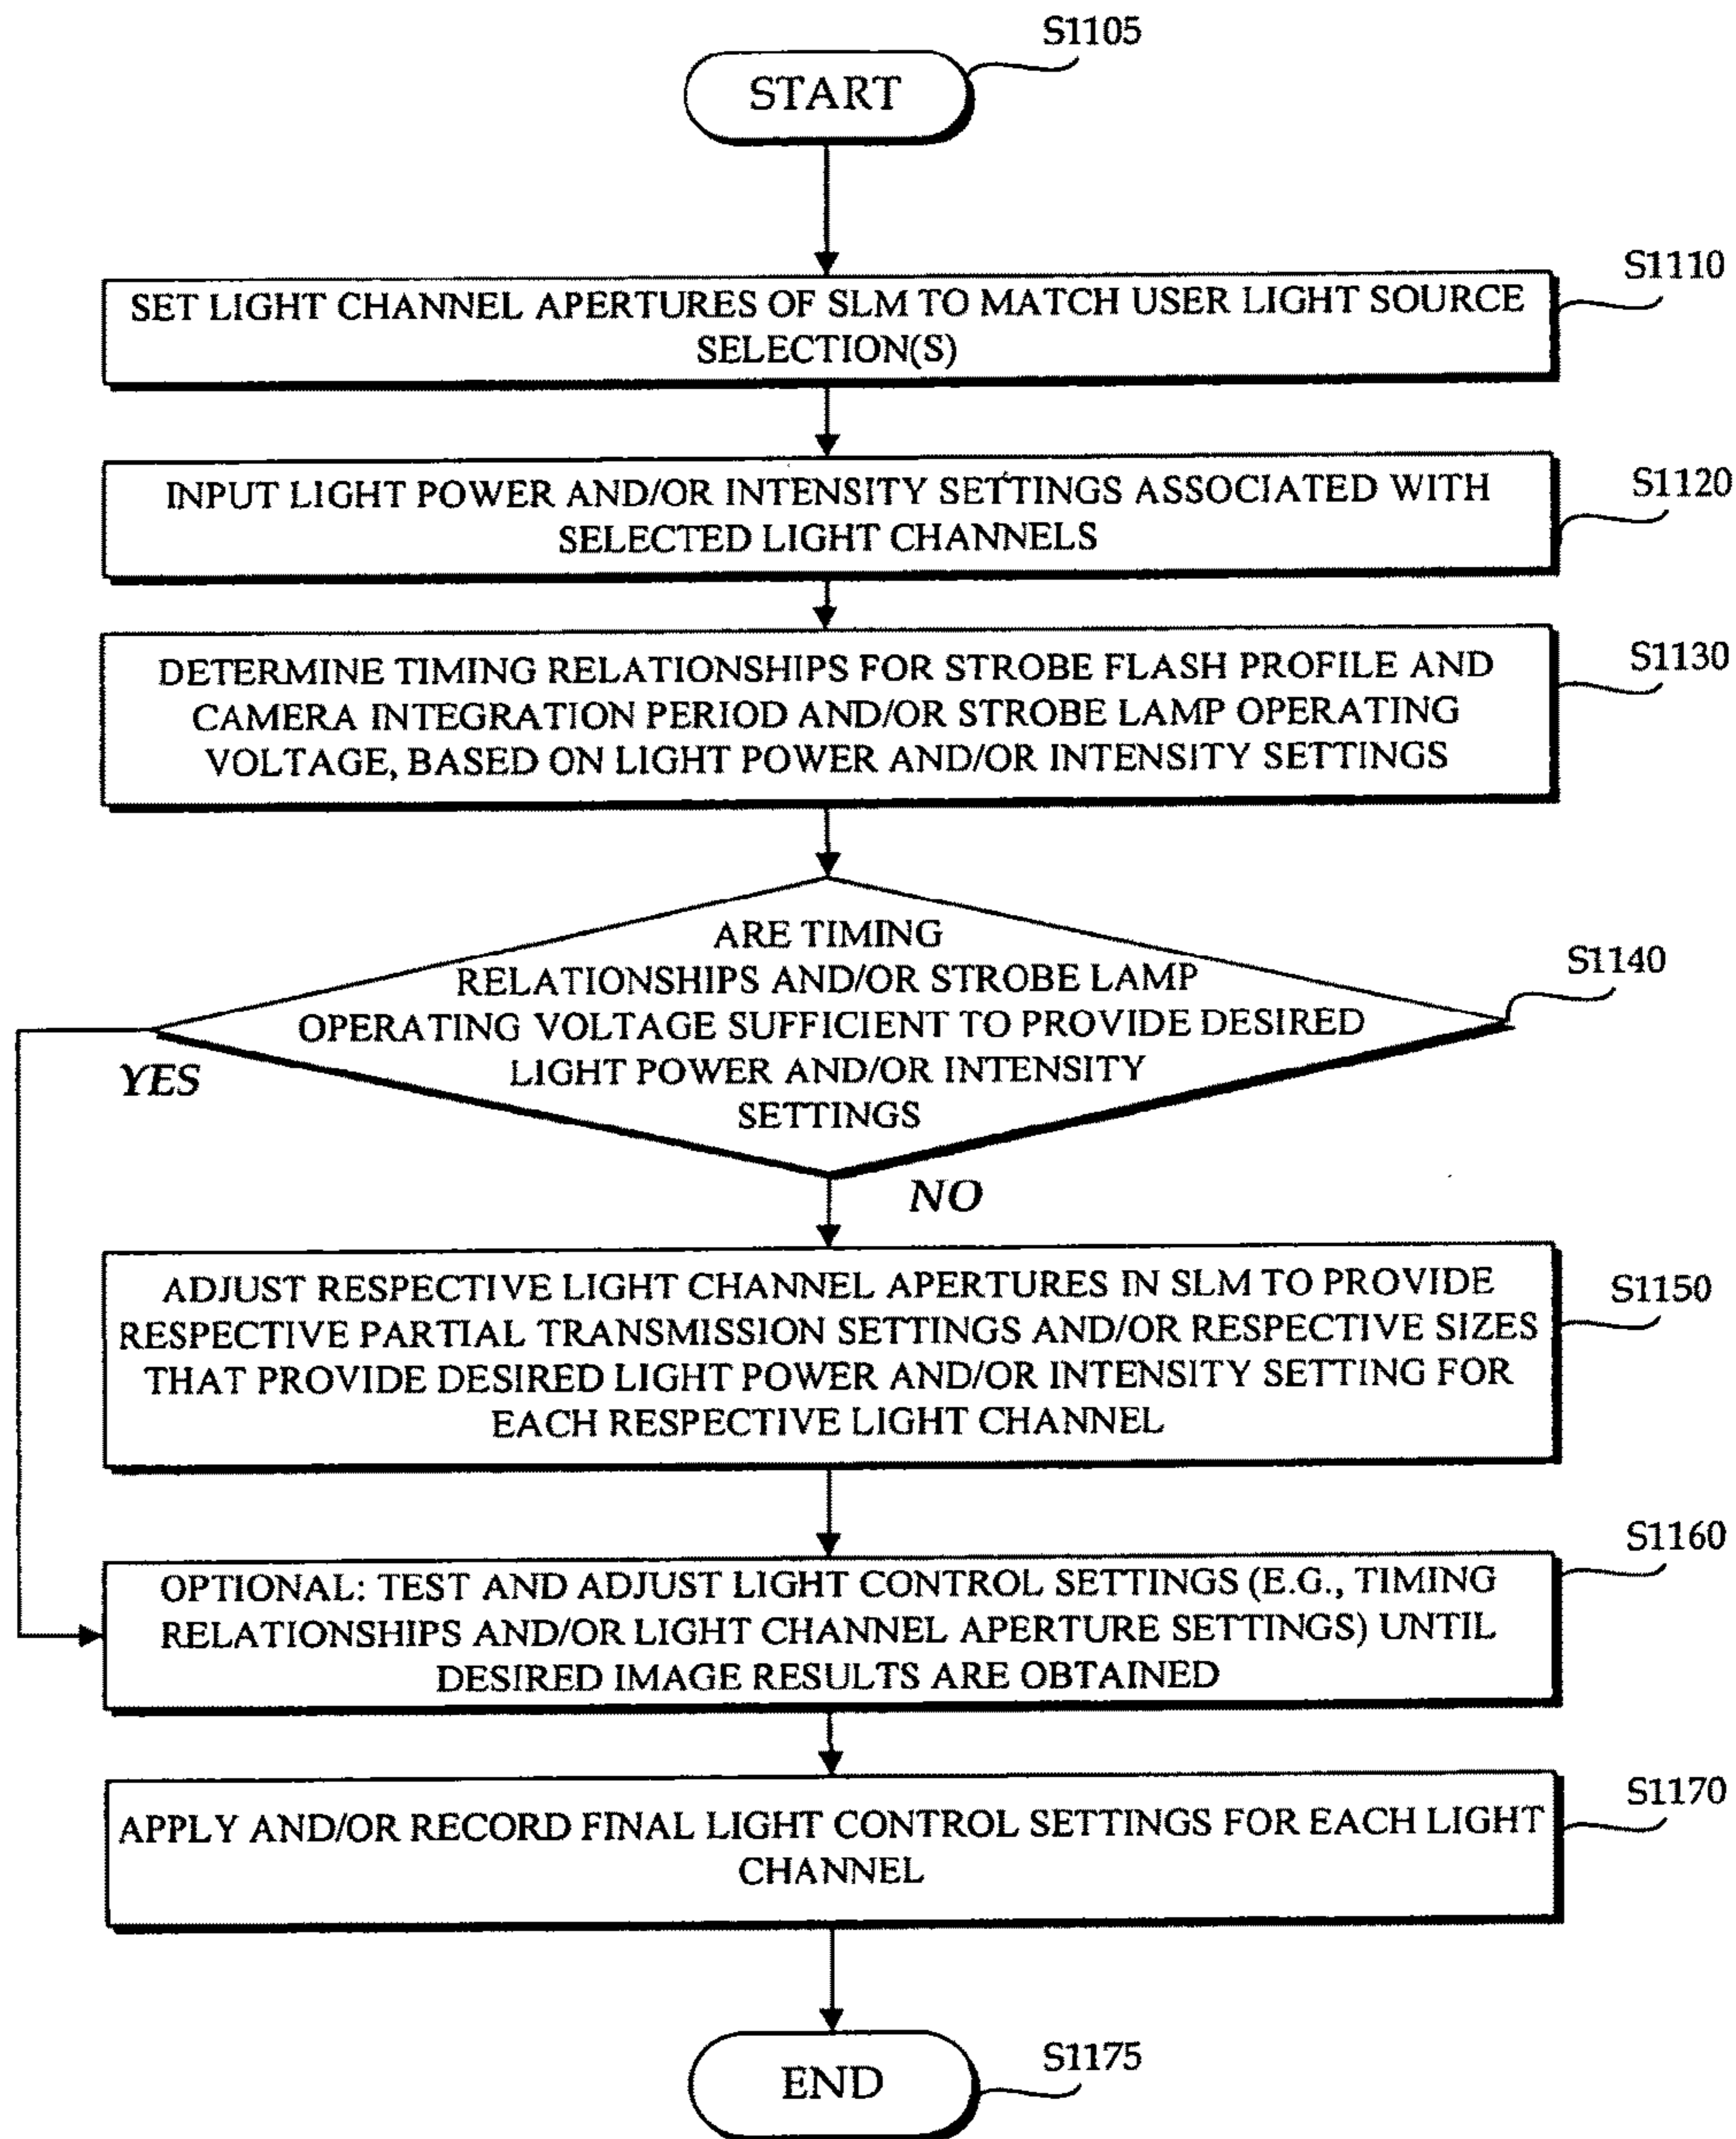 S1105
START
S1110
SET LIGHT CHANNEL APERTURES OF SLM TO MATCH USER LIGHT SOURCE
SELECTION(S)
S1120
INPUT LIGHT POWER AND/OR INTENSITY SETTINGS ASSOCIATED WITH
SELECTED LIGHT CHANNELS
S1130
DETERMINE TIMING RELATIONSHIPS FOR STROBE FLASH PROFILE AND
CAMERA INTEGRATION PERIOD AND/OR STROBE LAMP OPERATING
VOLTAGE, BASED ON LIGHT POWER AND/OR INTENSITY SETTINGS
S1140
ARE TIMING
RELATIONSHIPS AND/OR STROBE LAMP
OPERATING VOLTAGE SUFFICIENT TO PROVIDE DESIRED
LIGHT POWER AND/OR INTENSITY
SETTINGS
YES
NO
S1150
ADJUST RESPECTIVE LIGHT CHANNEL APERTURES IN SLM TO PROVIDE
RESPECTIVE PARTIAL TRANSMISSION SETTINGS AND/OR RESPECTIVE SIZES
THAT PROVIDE DESIRED LIGHT POWER AND/OR INTENSITY SETTING FOR
EACH RESPECTIVE LIGHT CHANNEL
S1160
OPTIONAL: TEST AND ADJUST LIGHT CONTROL SETTINGS (E.G., TIMING
RELATIONSHIPS AND/OR LIGHT CHANNEL APERTURE SETTINGS) UNTIL
DESIRED IMAGE RESULTS ARE OBTAINED
S1170
APPLY AND/OR RECORD FINAL LIGHT CONTROL SETTINGS FOR EACH LIGHT
CHANNEL
END
S1175